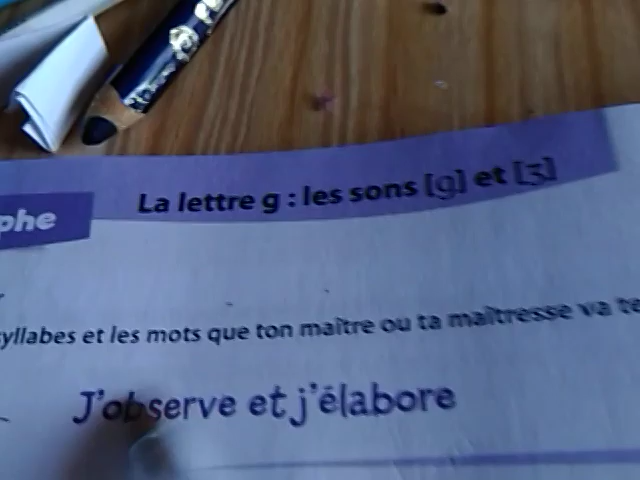 La lettre g : les sons [g] et [ʒ]
phe
syllabes et les mots que ton maître ou ta maîtresse va te
J'observe et j'élabore